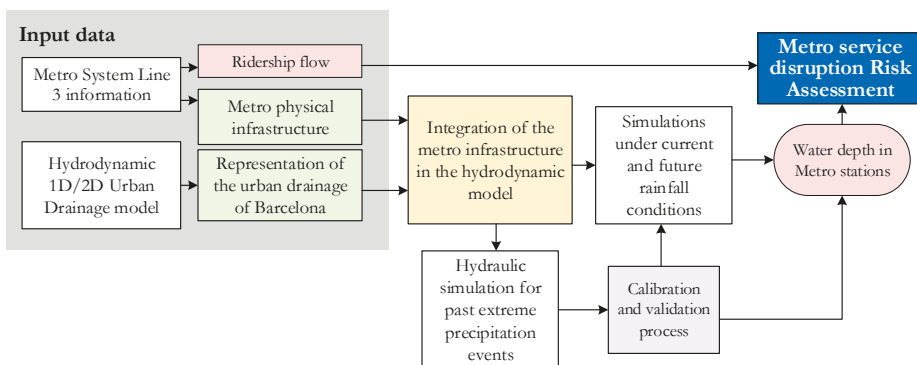 Input data
Metro System Line
3 information
Ridership flow
Metro physical
infrastructure
Hydrodynamic
1D/2D Urban
Drainage model
Representation of
the urban drainage
of Barcelona
Integration of the
metro infrastructure
in the hydrodynamic
model
Hydraulic
simulation for
past extreme
precipitation
events
Simulations
under current
and future
rainfall
conditions
Calibration
and validation
process
Metro service
disruption Risk
Assessment
Water depth in
Metro stations